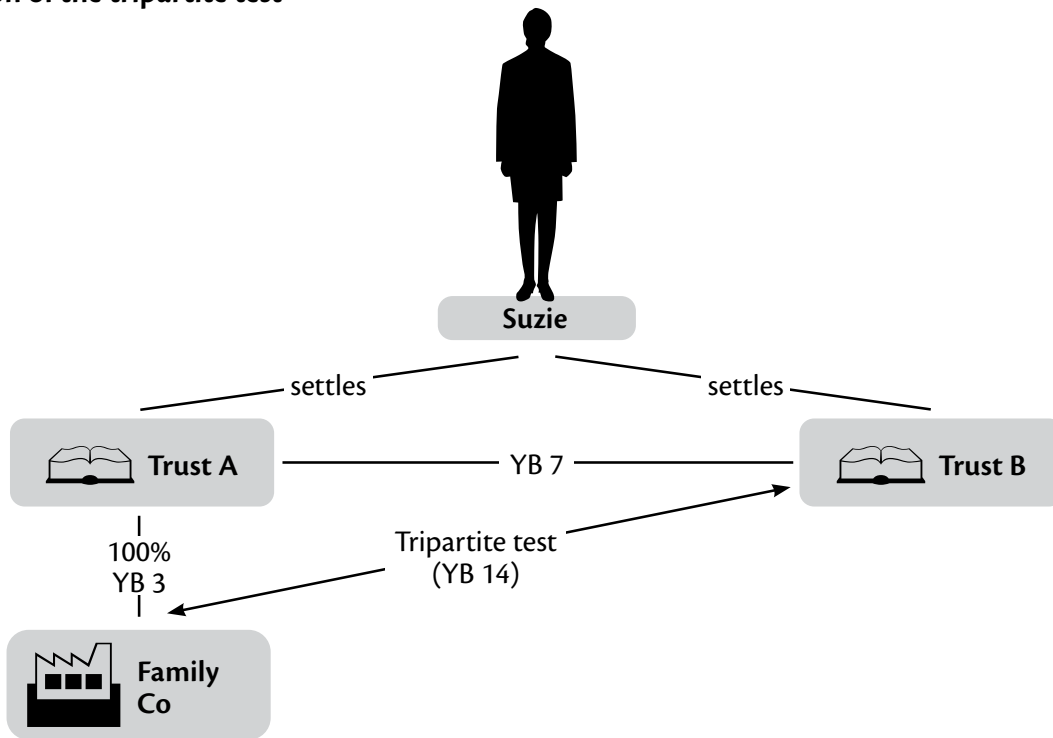 of the tripartite test
Suzie
settles
settles
Trust A
YB 7
Trust B
100%
YB 3
Tripartite test
(YB 14)
Family
Co